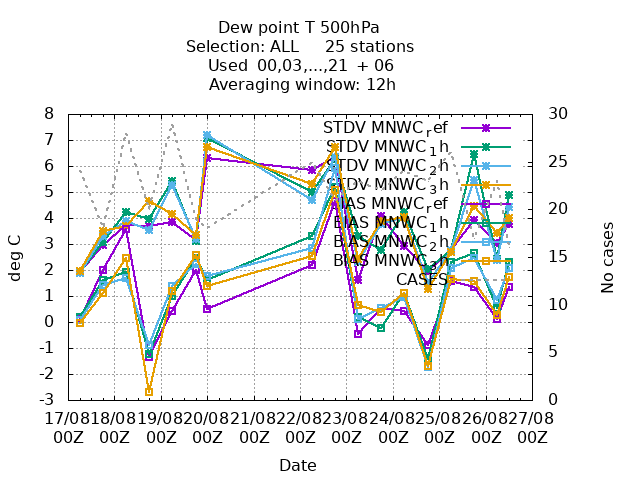 Dew point T 500hPa
Selection: ALL 25 stations
Used 00,03,...,21 + 06
Averaging window: 12h
8
7
6
5
4
3
2
1
0
-1
-2
-3
30
25
20
15
10
5
0
deg C
No cases
STDV MNWC_ref
STDV MNWC_1h
STDV MNWC_2h
STDV MNWC_3h
BIAS MNWC_ref
BIAS MNWC_1h
BIAS MNWC_2h
BIAS MNWC_3h
CASES
17/08 18/08 19/08 20/08 21/08 22/08 23/08 24/08 25/08 26/08 27/08
00Z 00Z 00Z 00Z 00Z 00Z 00Z 00Z 00Z 00Z 00Z
Date